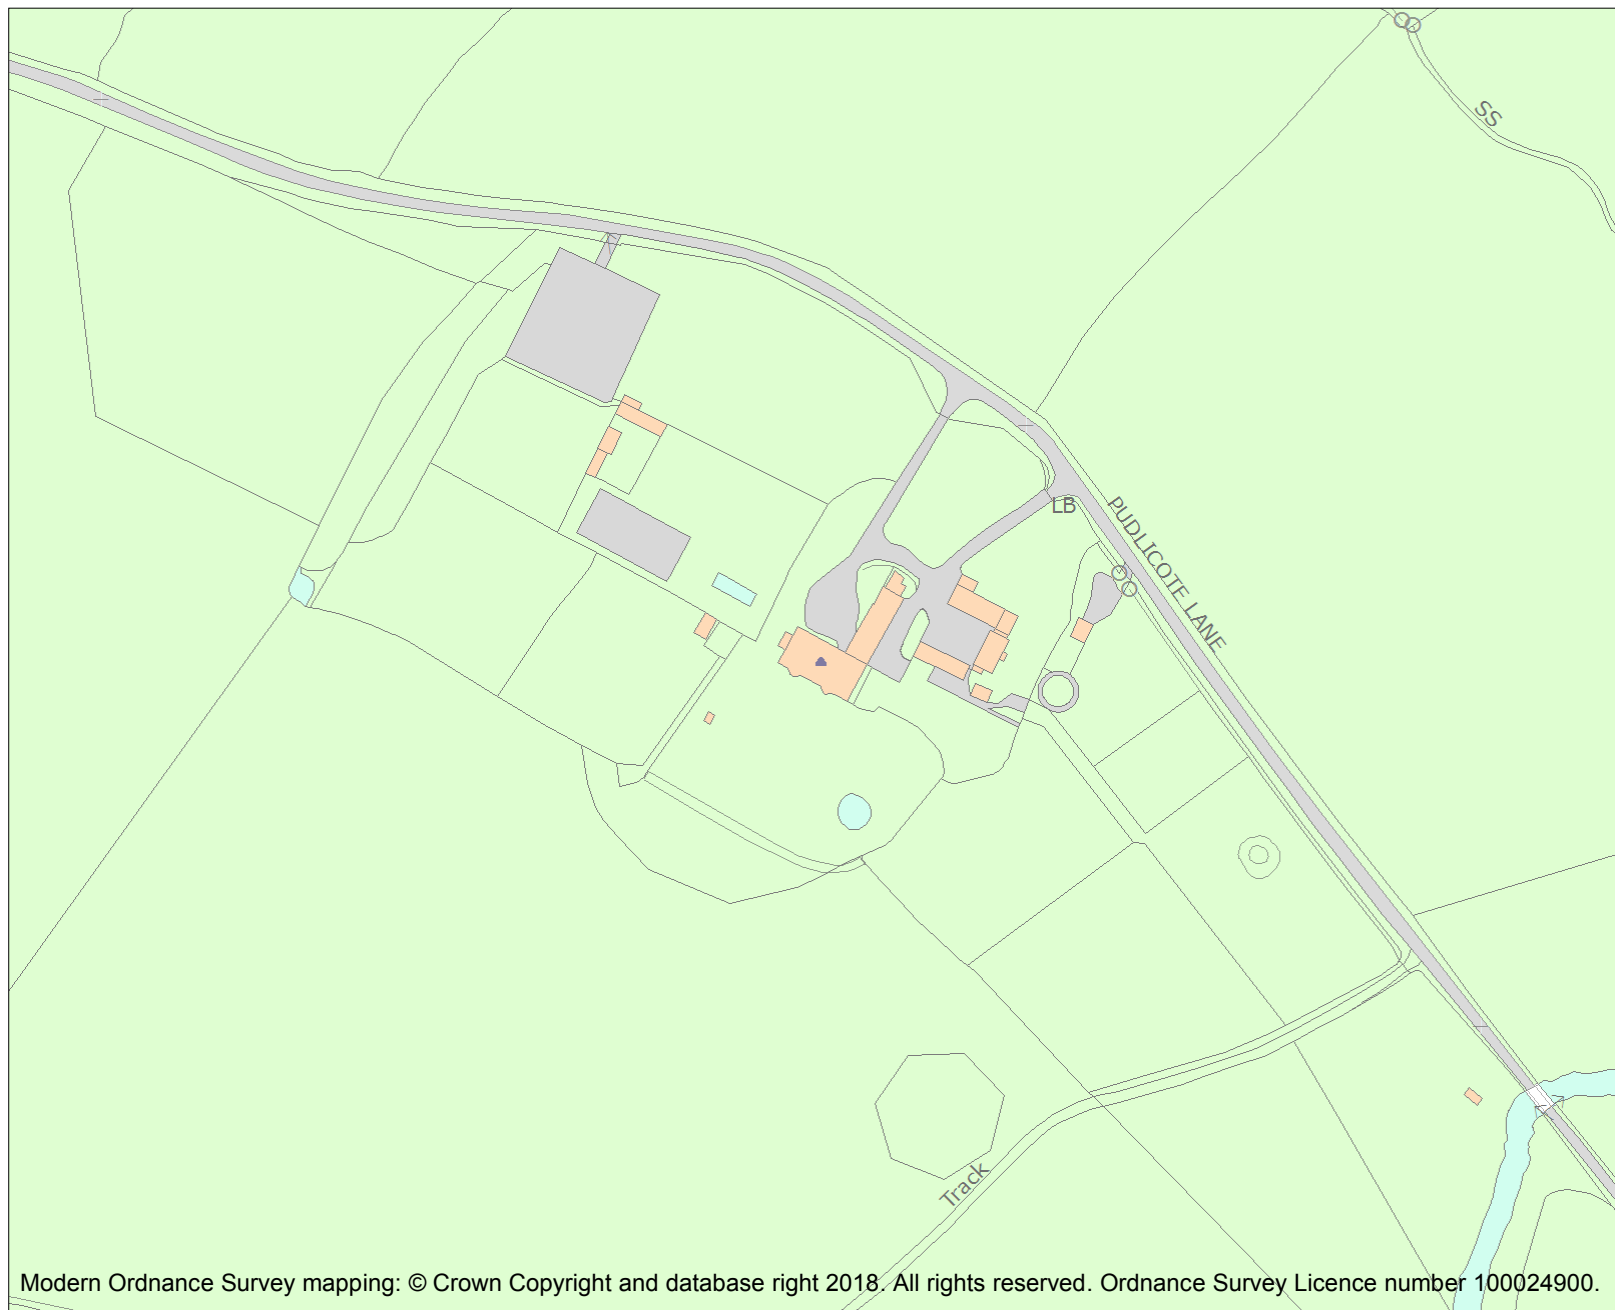 SS
LB
PUDLICOTE LANE
Track
Modern Ordnance Survey mapping: © Crown Copyright and database right 2018. All rights reserved. Ordnance Survey Licence number 100024900.